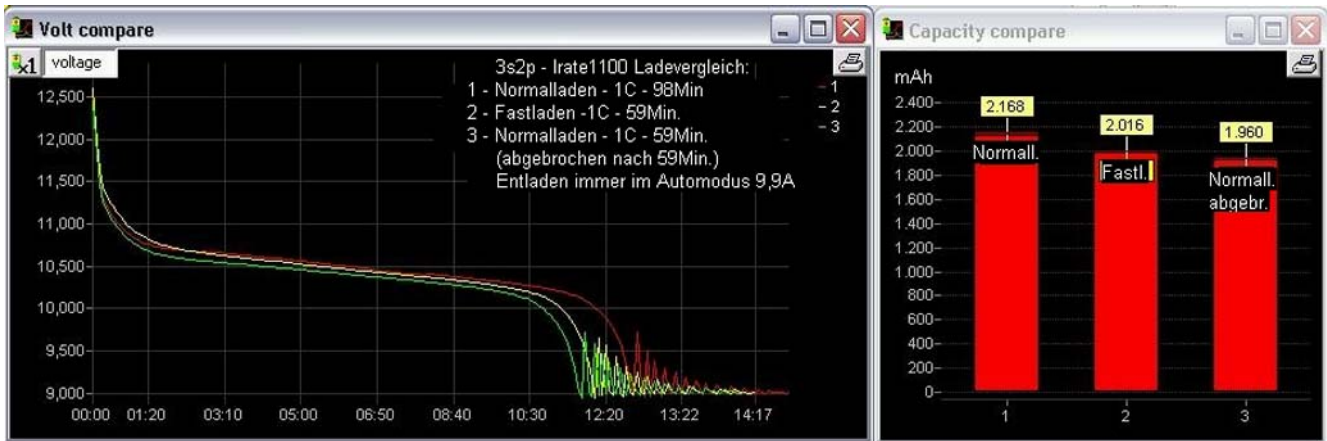 Volt compare
x1 voltage
3s2p - Irate1100 Ladevergleich:
1 - Normalladen - 1C - 98Min
2 - Fastladen -1C - 59Min.
3 - Normalladen - 1C - 59Min.
(abgebrochen nach 59Min.)
Entladen immer im Automodus 9,9A
1
2
3
12,500
12,000
11,500
11,000
10,500
10,000
9,500
9,000
00:00 01:20 03:10 05:00 06:50 08:40 10:30 12:20 13:22 14:17
Capacity compare
mAh
2.400
2.200
2.000
1.800
1.600
1.400
1.200
1.000
800
600
400
200
0
2.168
Normall.
2.016
Fastl.
1.960
Normall.
abgebr.
1 2 3